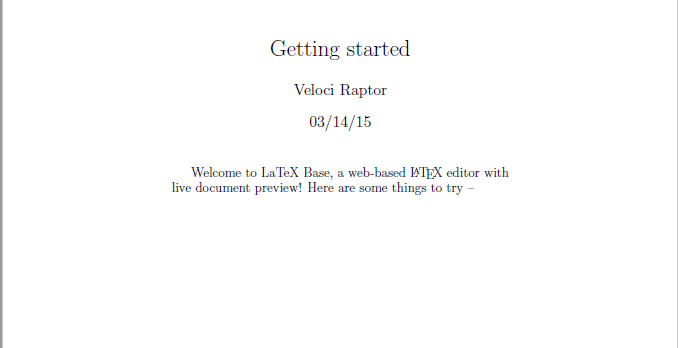 Getting started
Veloci Raptor
03/14/15
Welcome to LaTeX Base, a web-based LATEX editor with
live document preview! Here are some things to try –